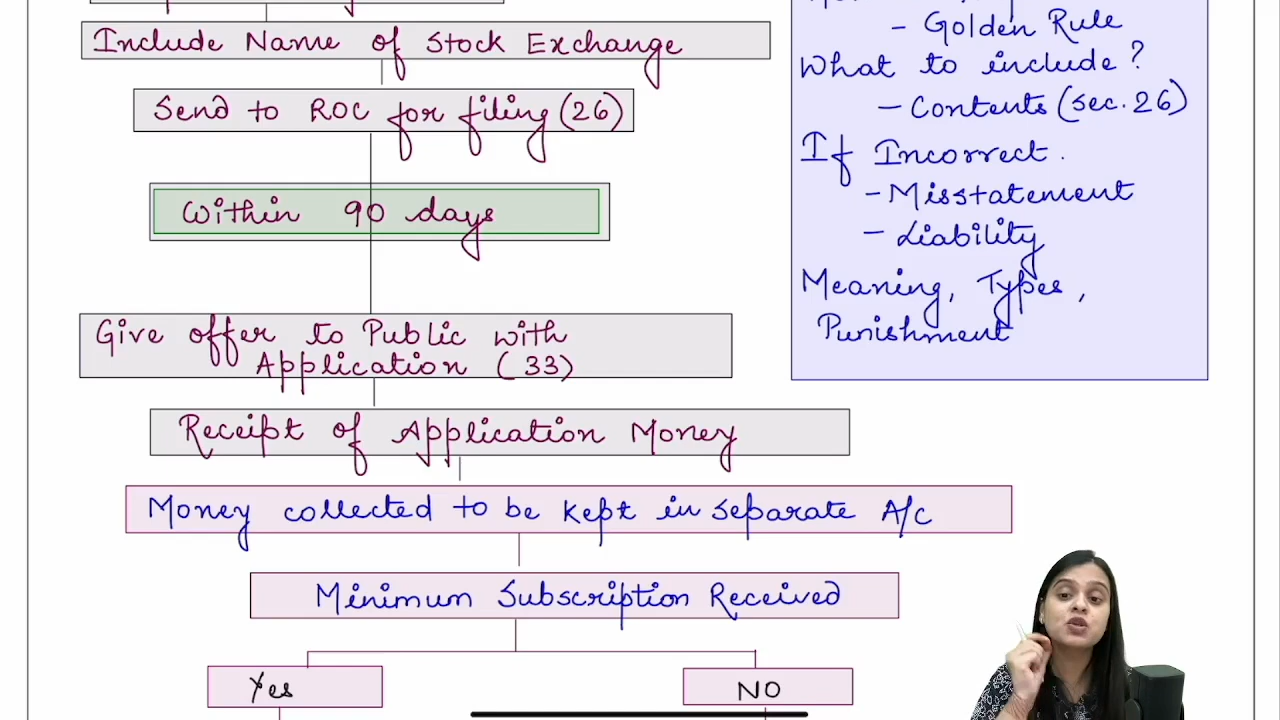 Include Name of Stock Exchange
Send to ROC for filing (26)
Within 90 days
Give offer to Public with
Application (33)
Receipt of Application Money
Money collected to be kept in separate A/c
Minimum Subscription Received
Yes
NO
- Golden Rule
What to include?
- Contents (sec. 26)
If Incorrect.
- Misstatement
- Liability
Meaning, Types,
Punishment